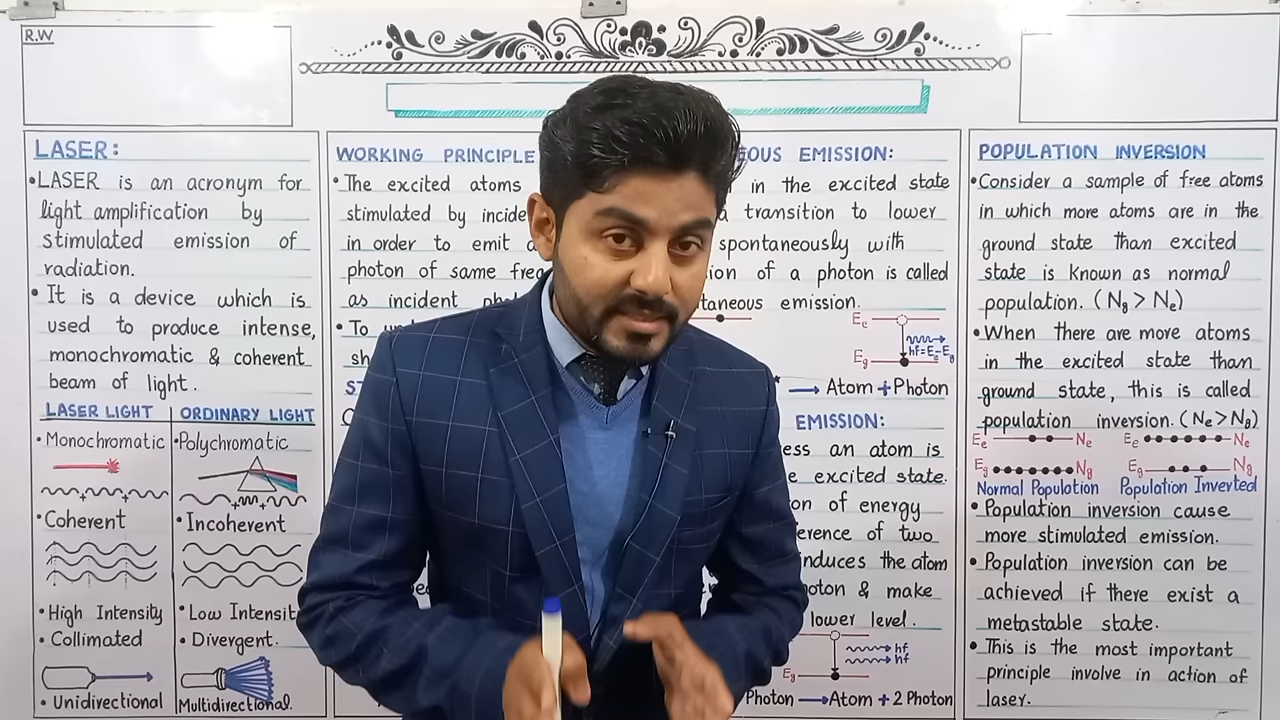 R.W
LASER:
•LASER is an acronym for
light amplification by
stimulated emission of
radiation.
• It is a device which is
used to produce intense,
monochromatic & coherent
beam of light.
LASER LIGHT
• Monochromatic
• Coherent
• High Intensity
• Collimated
• Unidirectional
ORDINARY LIGHT
• Polychromatic
• Incoherent
• Low Intensit
• Divergent.
Multidirectional.
WORKING PRINCIPLE
• The excited atoms
stimulated by incide
in order to emit
photon of same freq
as incident
• To
EOUS EMISSION:
in the excited state
transition to lower
spontaneously with
ion of a photon is called
taneous emission.
Ee
hf=Ee-Eg
Eg
→ Atom + Photon
EMISSION:
ess an atom is
e excited state.
on of energy
erence of two
induces the atom
oton & make
lower level.
hf
hf
Eg
Photon → Atom + 2 Photon
POPULATION INVERSION
• Consider a sample of free atoms
in which more atoms are in the
ground state than excited
state is known as normal
population. (Ng > Ne)
• When there are more atoms
in the excited state than
ground state, this is called
population inversion. (Ne > Ng)
Ee Ne Ee Ne
Eg Ng Eg Ng
Normal Population Population Inverted
• Population inversion cause
more stimulated emission.
• Population inversion can be
achieved if there exist a
metastable state.
• This is the most important
principle involve in action of
laser.